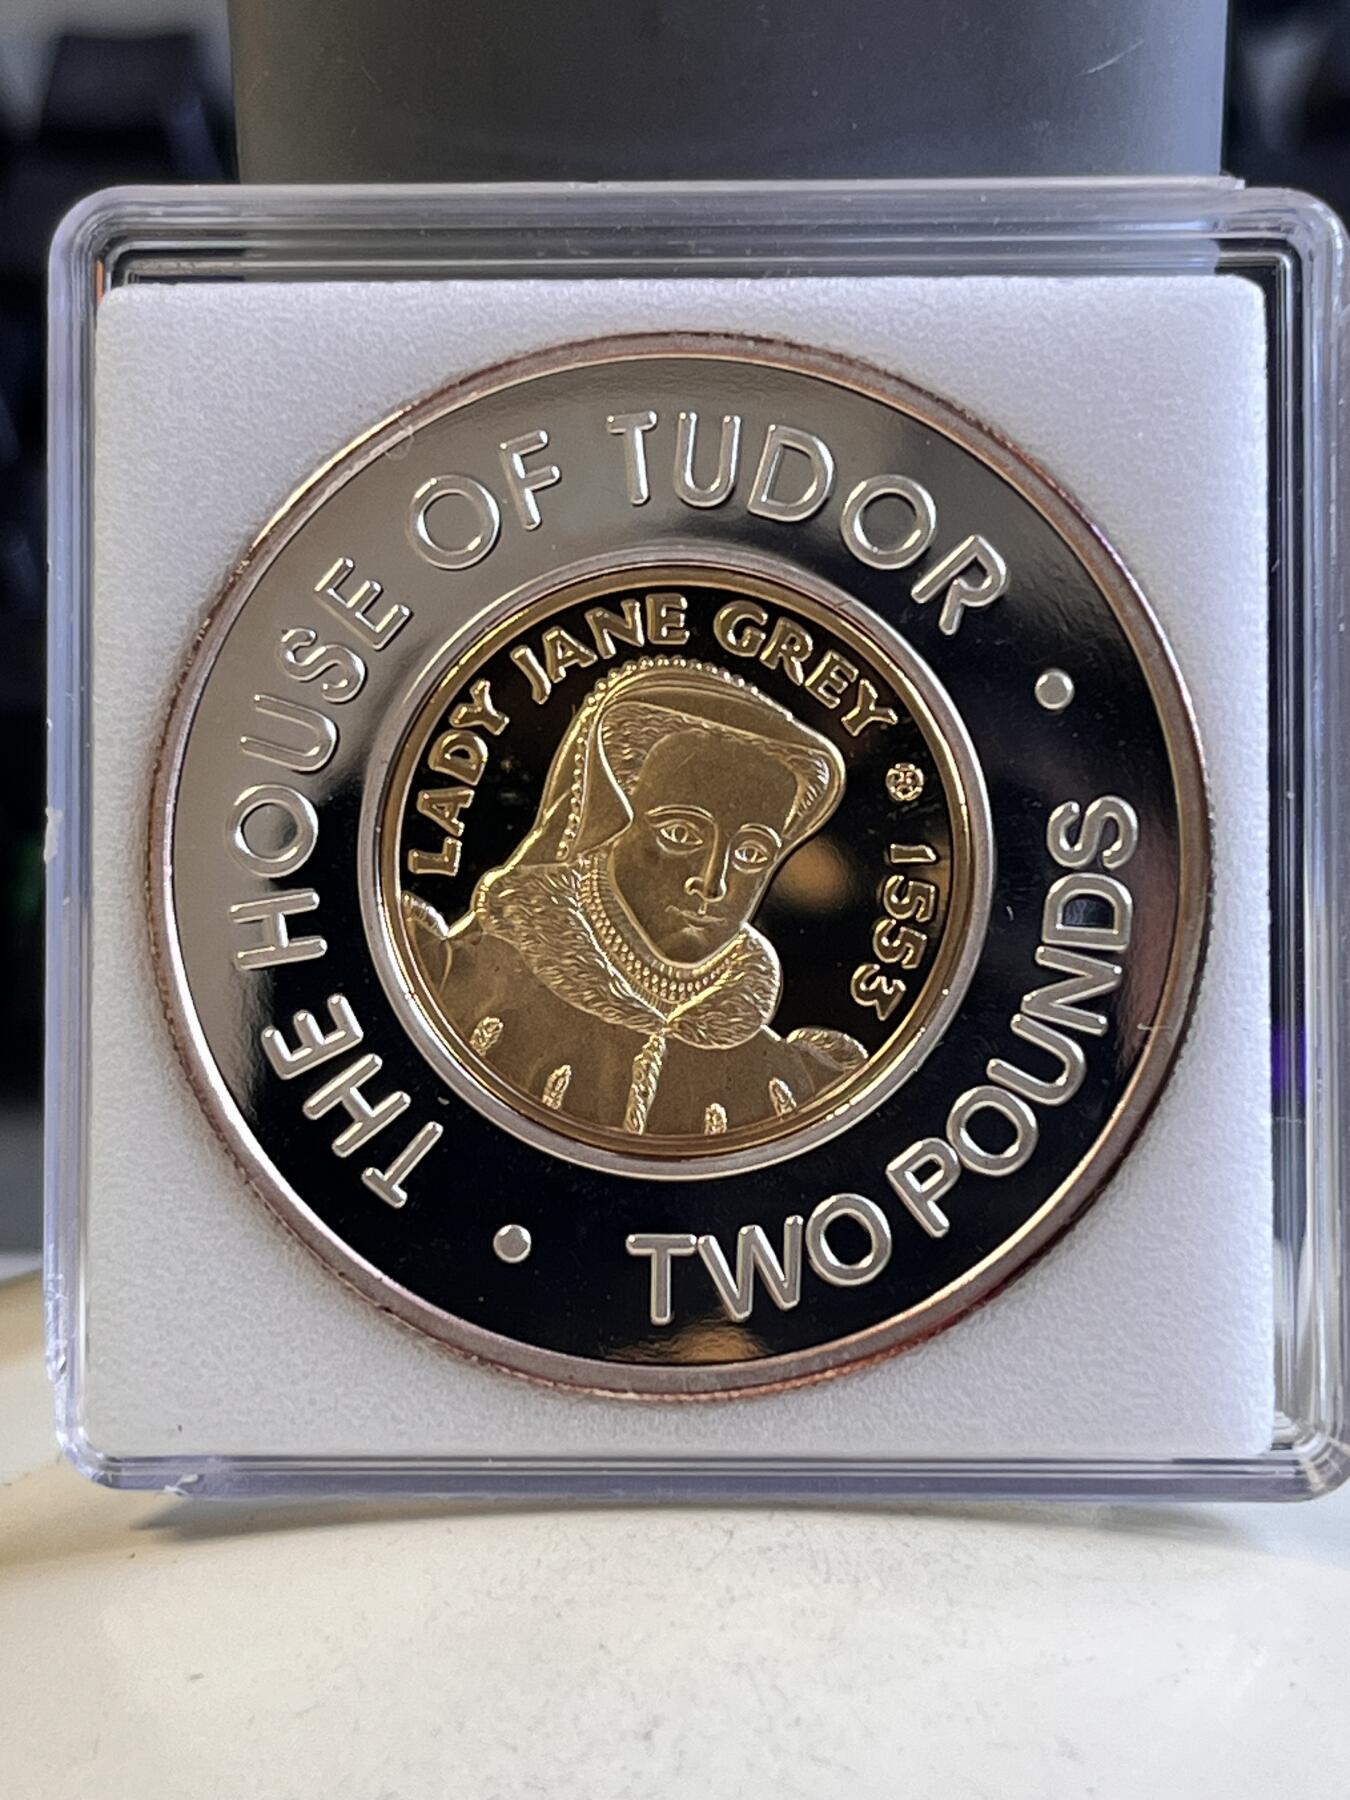 THE HOUSE OF TUDOR • TWO POUNDS •
LADY JANE GREY
1553